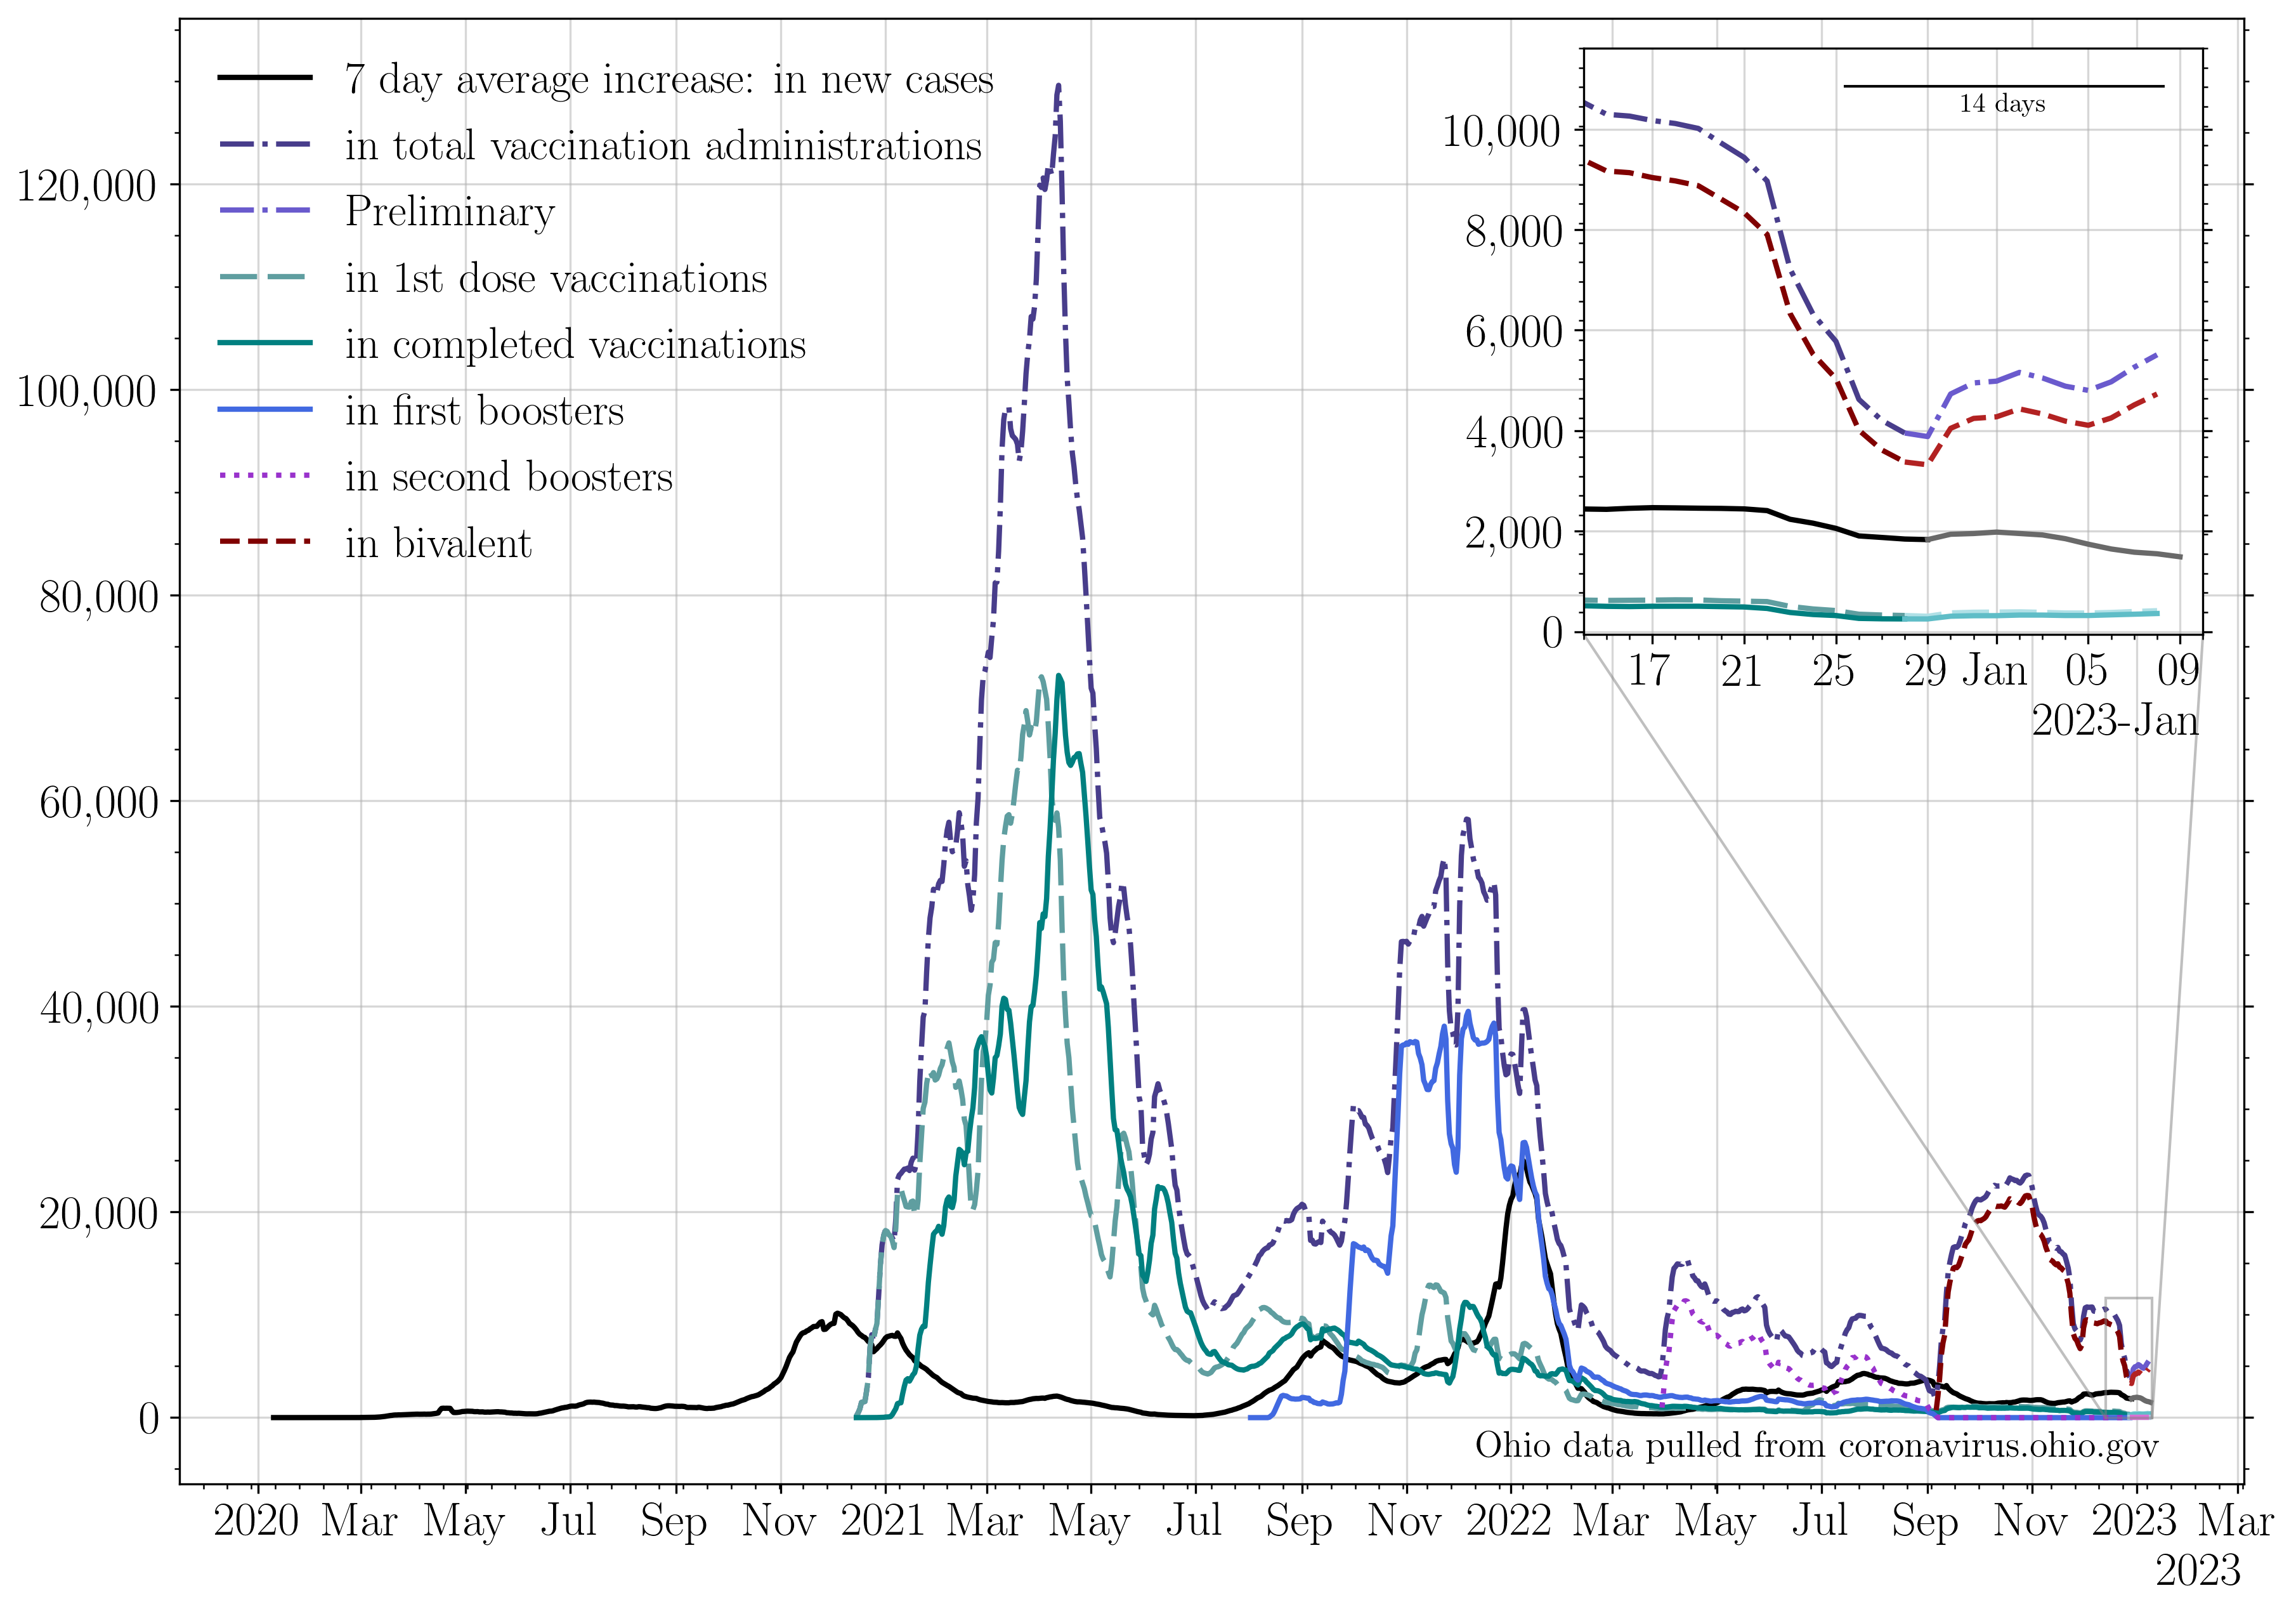 7 day average increase: in new cases
in total vaccination administrations
Preliminary
in 1st dose vaccinations
in completed vaccinations
in first boosters
in second boosters
in bivalent
120,000
100,000
80,000
60,000
40,000
20,000
0
14 days
10,000
8,000
6,000
4,000
2,000
0
17 21 25 29 Jan 05 09
2023-Jan
Ohio data pulled from coronavirus.ohio.gov
2020 Mar May Jul Sep Nov 2021 Mar May Jul Sep Nov 2022 Mar May Jul Sep Nov 2023 Mar
2023